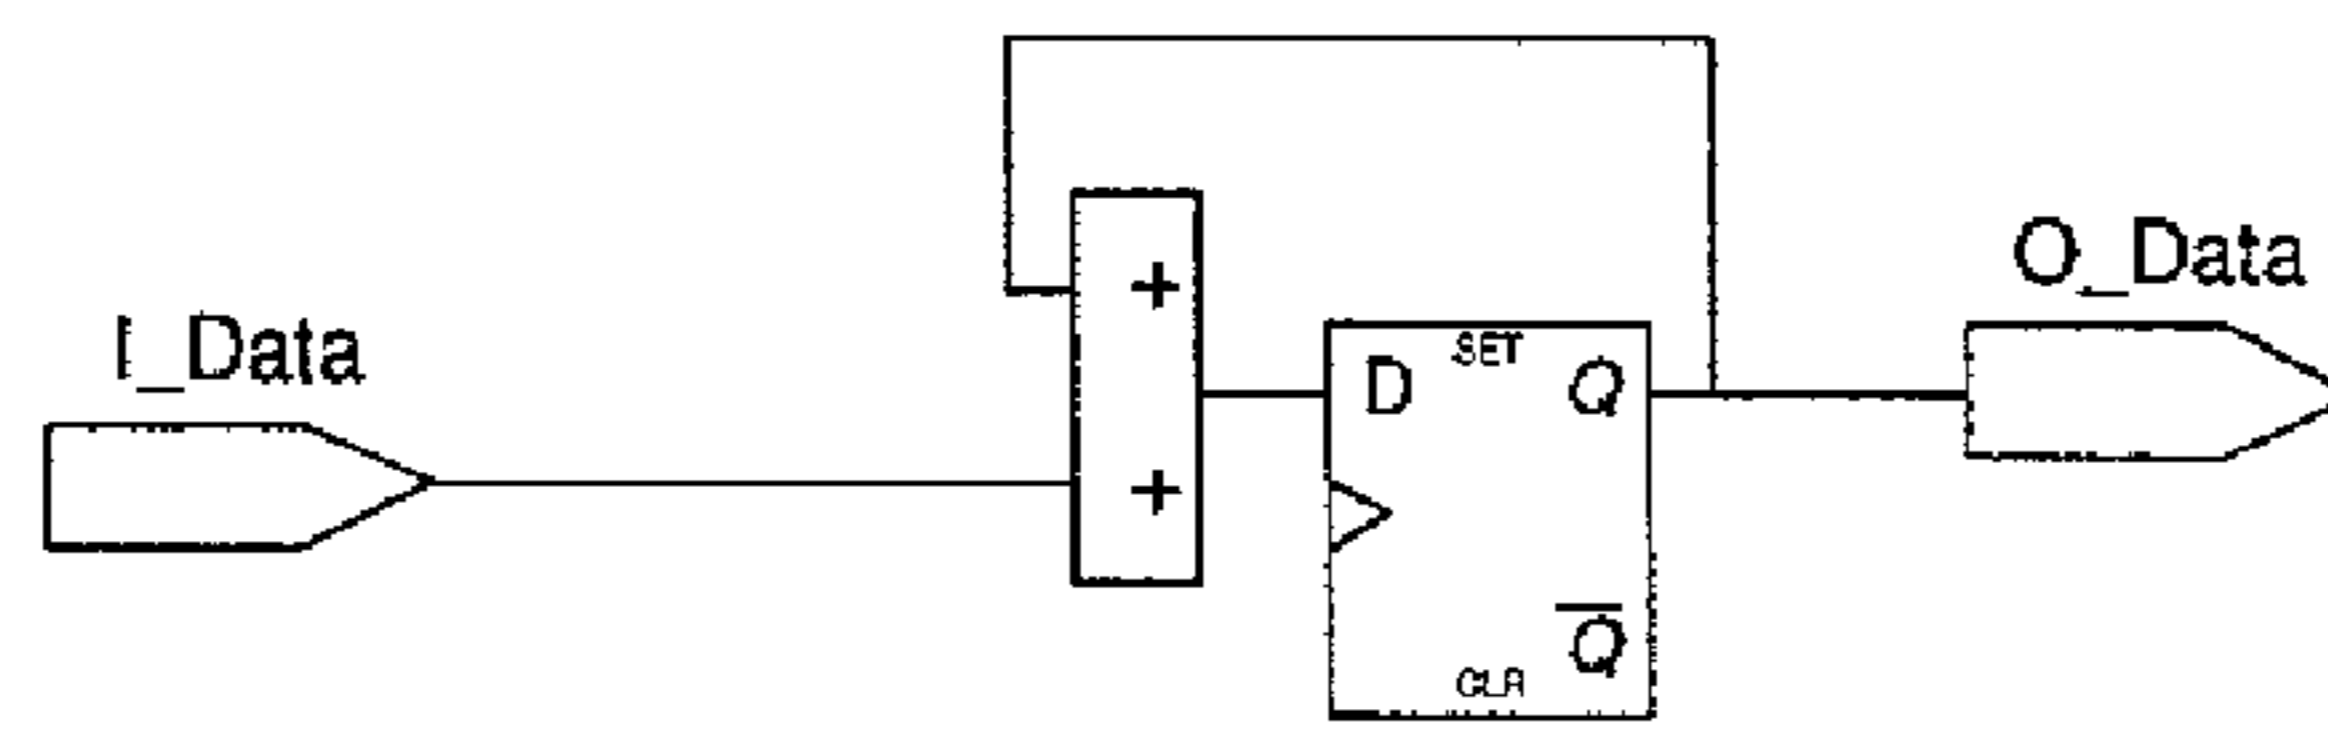 I_Data
+
+
D
SET
Q
Q̅
CLR
O_Data